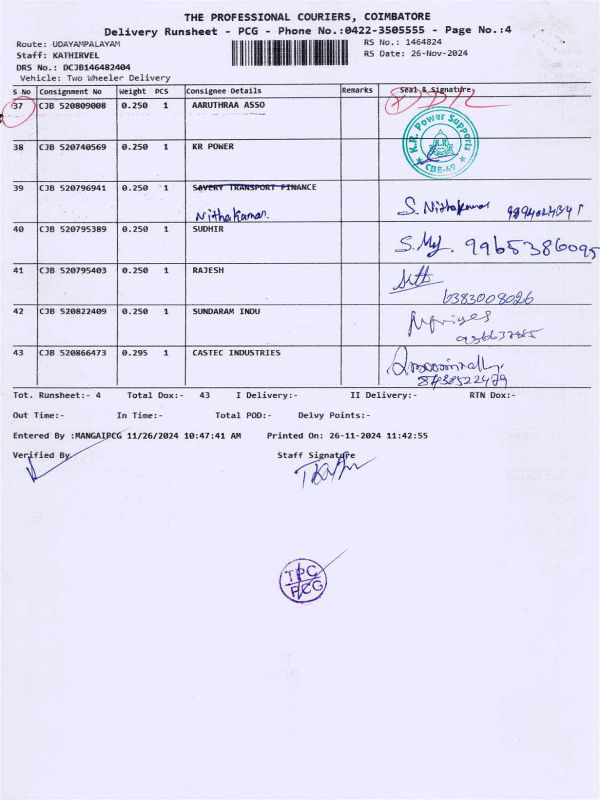 THE PROFESSIONAL COURIERS, COIMBATORE
Delivery Runsheet - PCG - Phone No.:0422-3505555 - Page No.:4
Route: UDAYAMPALAYAM RS No.: 1464824
Staff: KATHIRVEL RS Date: 26-Nov-2024
DRS No.: DCJB146482404
Vehicle: Two Wheeler Delivery
S No Consignment No Weight PCS Consignee Details Remarks Seal & Signature
37 CJB 520809008 0.250 1 AARUTHRAA ASSO
K.R. Power Supports
K.R
CBE-49
38 CJB 520740569 0.250 1 KR POWER
39 CJB 520796941 0.250 1 SAVERY TRANSPORT FINANCE
Nithakumar. S. Nithakumar
40 CJB 520795389 0.250 1 SUDHIR 9965386095
41 CJB 520795403 0.250 1 RAJESH
6383008026
42 CJB 520822409 0.250 1 SUNDARAM INDU
43 CJB 520866473 0.295 1 CASTEC INDUSTRIES
8438522479
Tot. Runsheet:- 4 Total Dox:- 43 I Delivery:- II Delivery:- RTN Dox:-
Out Time:- In Time:- Total POD:- Delvy Points:-
Entered By :MANGAIPCG 11/26/2024 10:47:41 AM Printed On: 26-11-2024 11:42:55
Verified By Staff Signature
TPC
PCG